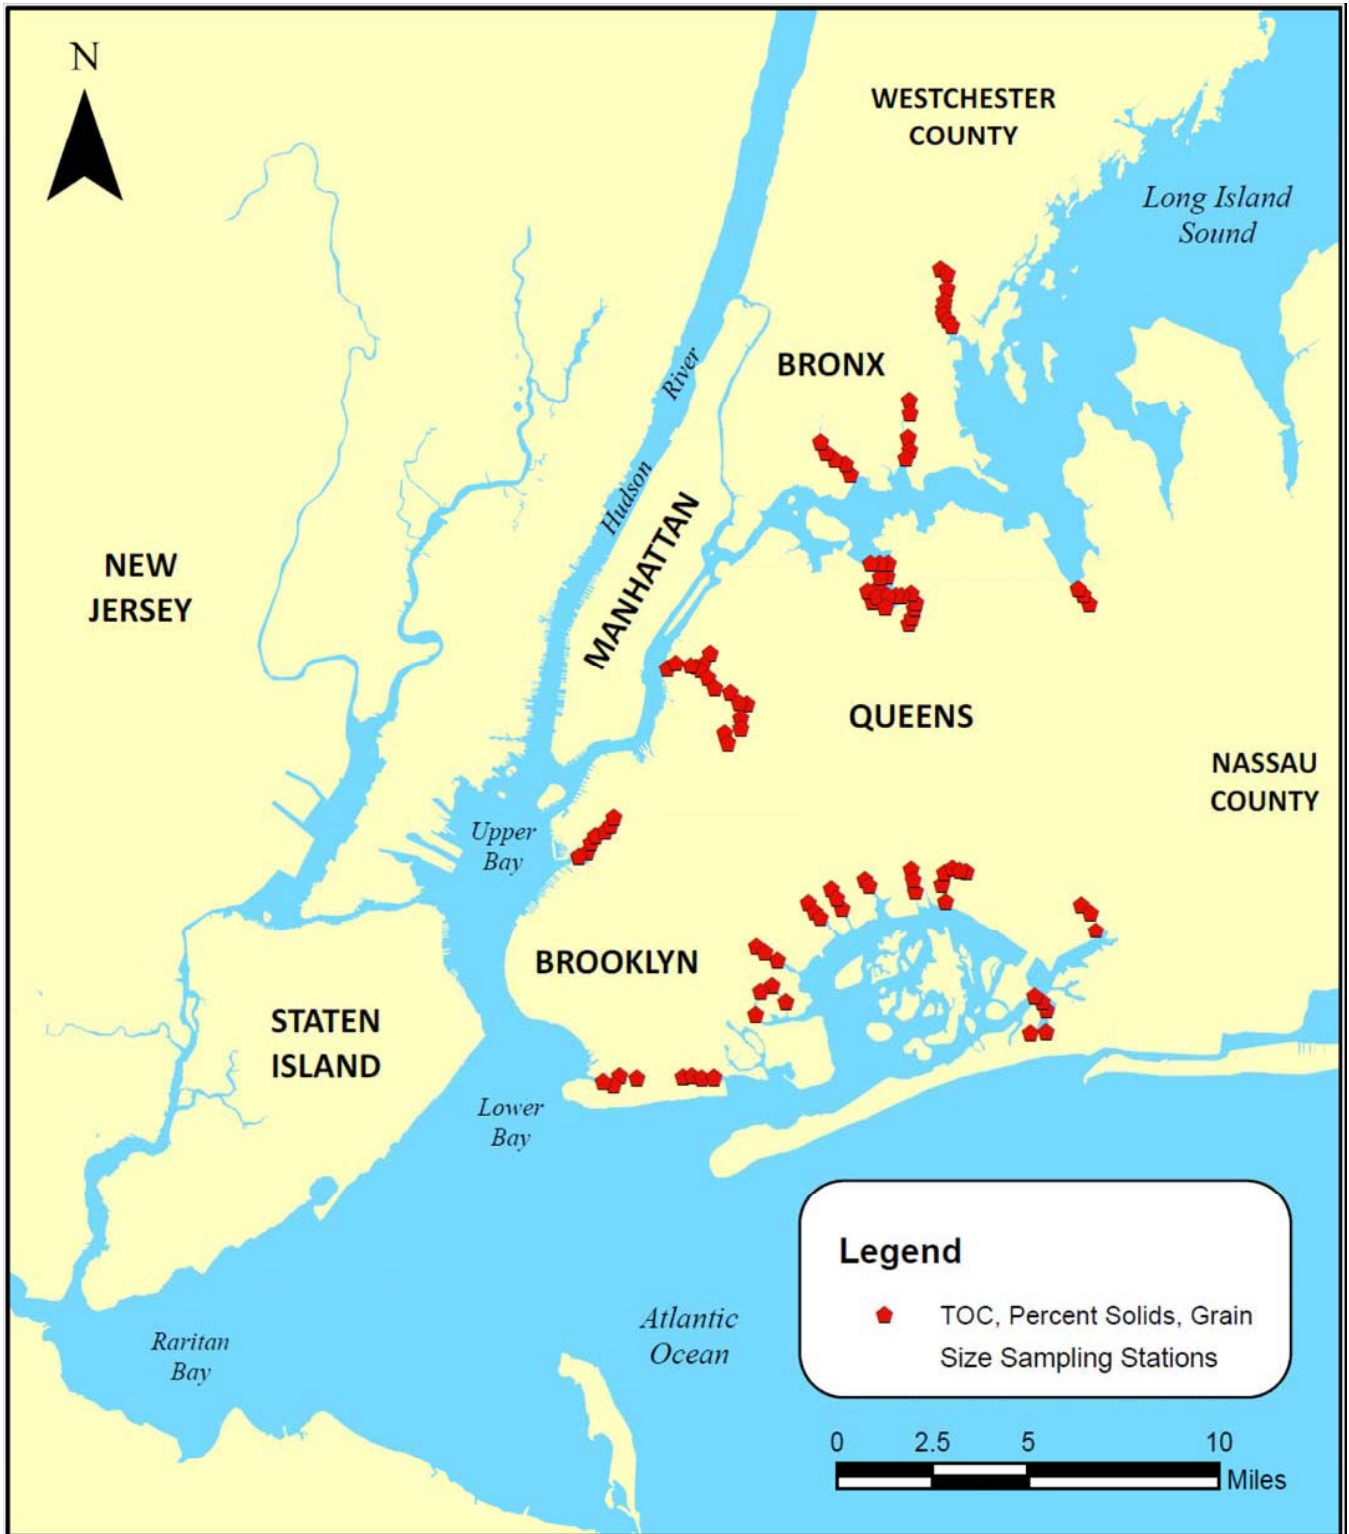 N
WESTCHESTER
COUNTY
Long Island
Sound
BRONX
River
Hudson
MANHATTAN
NEW
JERSEY
QUEENS
NASSAU
COUNTY
Upper
Bay
BROOKLYN
STATEN
ISLAND
Lower
Bay
Legend
TOC, Percent Solids, Grain
Size Sampling Stations
Atlantic
Ocean
Raritan
Bay
0 2.5 5 10
Miles